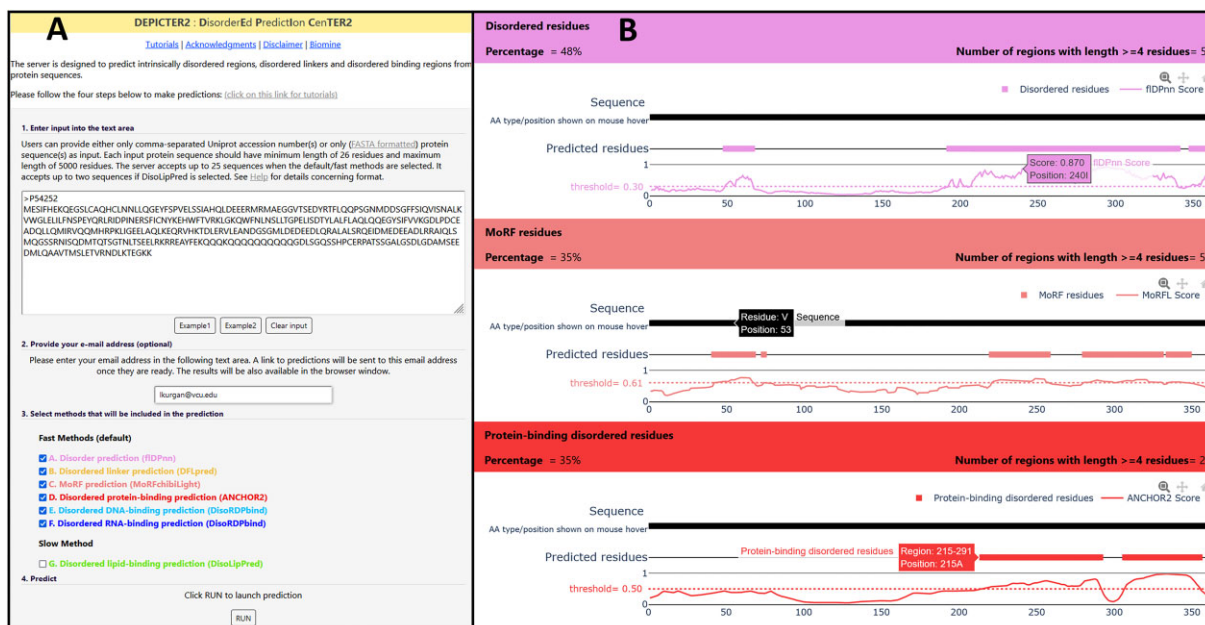 A
DEPICTER2 : DisorderEd PredictIon CenTER2
Tutorials | Acknowledgments | Disclaimer | Biomine
The server is designed to predict intrinsically disordered regions, disordered linkers and disordered binding regions from
protein sequences.
Please follow the four steps below to make predictions: (click on this link for tutorials)
1. Enter input into the text area
Users can provide either only comma-separated Uniprot accession number(s) or only (FASTA formatted) protein
sequence(s) as input. Each input protein sequence should have minimum length of 26 residues and maximum
length of 5000 residues. The server accepts up to 25 sequences when the default/fast methods are selected. It
accepts up to two sequences if DisoLipPred is selected. See Help for details concerning format.
>P54252
MESIFHEKQEGSLCAQHCLNNLLQGEYFSPVELSSIAHQLDEEERMRMAEGGVTSEDYRTFLQQPSGNMDDSGFFSIQVISNALK
VWGLELILFNSPEYQRLRIDPINERSFICNYKEHWFTVRKLGKQWFNLNSLLTGPELISDTYLALFLAQLQQEGYSIFVVKGDLPDCE
ADQLLQMIRVQQMHRPKLIGEELAQLKEQRVHKTDLERVLEANDGSGMLDEDEEDLQRALALSRQEIDMEDEEADLRRAIQLS
MQGSSRNISQDMTQTSGTNLTSEELRKRREAYFEKQQQKQQQQQQQQQQGDLSGQSSHPCERPATSSGALGSDLGDAMSEE
DMLQAAVTMSLETVRNDLKTEGKK
Example1 Example2 Clear input
2. Provide your e-mail address (optional)
Please enter your email address in the following text area. A link to predictions will be sent to this email address
once they are ready. The results will be also available in the browser window.
lkurgan@vcu.edu
3. Select methods that will be included in the prediction
Fast Methods (default)
A. Disorder prediction (flDPnn)
B. Disordered linker prediction (DFLpred)
C. MoRF prediction (MoRFchibiLight)
D. Disordered protein-binding prediction (ANCHOR2)
E. Disordered DNA-binding prediction (DisoRDPbind)
F. Disordered RNA-binding prediction (DisoRDPbind)
Slow Method
G. Disordered lipid-binding prediction (DisoLipPred)
4. Predict
Click RUN to launch prediction
RUN
B
Disordered residues
Percentage = 48% Number of regions with length >=4 residues= 5
Disordered residues flDPnn Score
Sequence
AA type/position shown on mouse hover
Predicted residues
1
Score: 0.870 flDPnn Score
Position: 240I
threshold= 0.30
0
0 50 100 150 200 250 300 350
MoRF residues
Percentage = 35% Number of regions with length >=4 residues= 5
MoRF residues MoRFL Score
Sequence
Residue: V Sequence
Position: 53
AA type/position shown on mouse hover
Predicted residues
1
threshold= 0.61
0
0 50 100 150 200 250 300 350
Protein-binding disordered residues
Percentage = 35% Number of regions with length >=4 residues= 2
Protein-binding disordered residues ANCHOR2 Score
Sequence
AA type/position shown on mouse hover
Predicted residues
Protein-binding disordered residues Region: 215-291
Position: 215A
1
threshold= 0.50
0
0 50 100 150 200 250 300 350